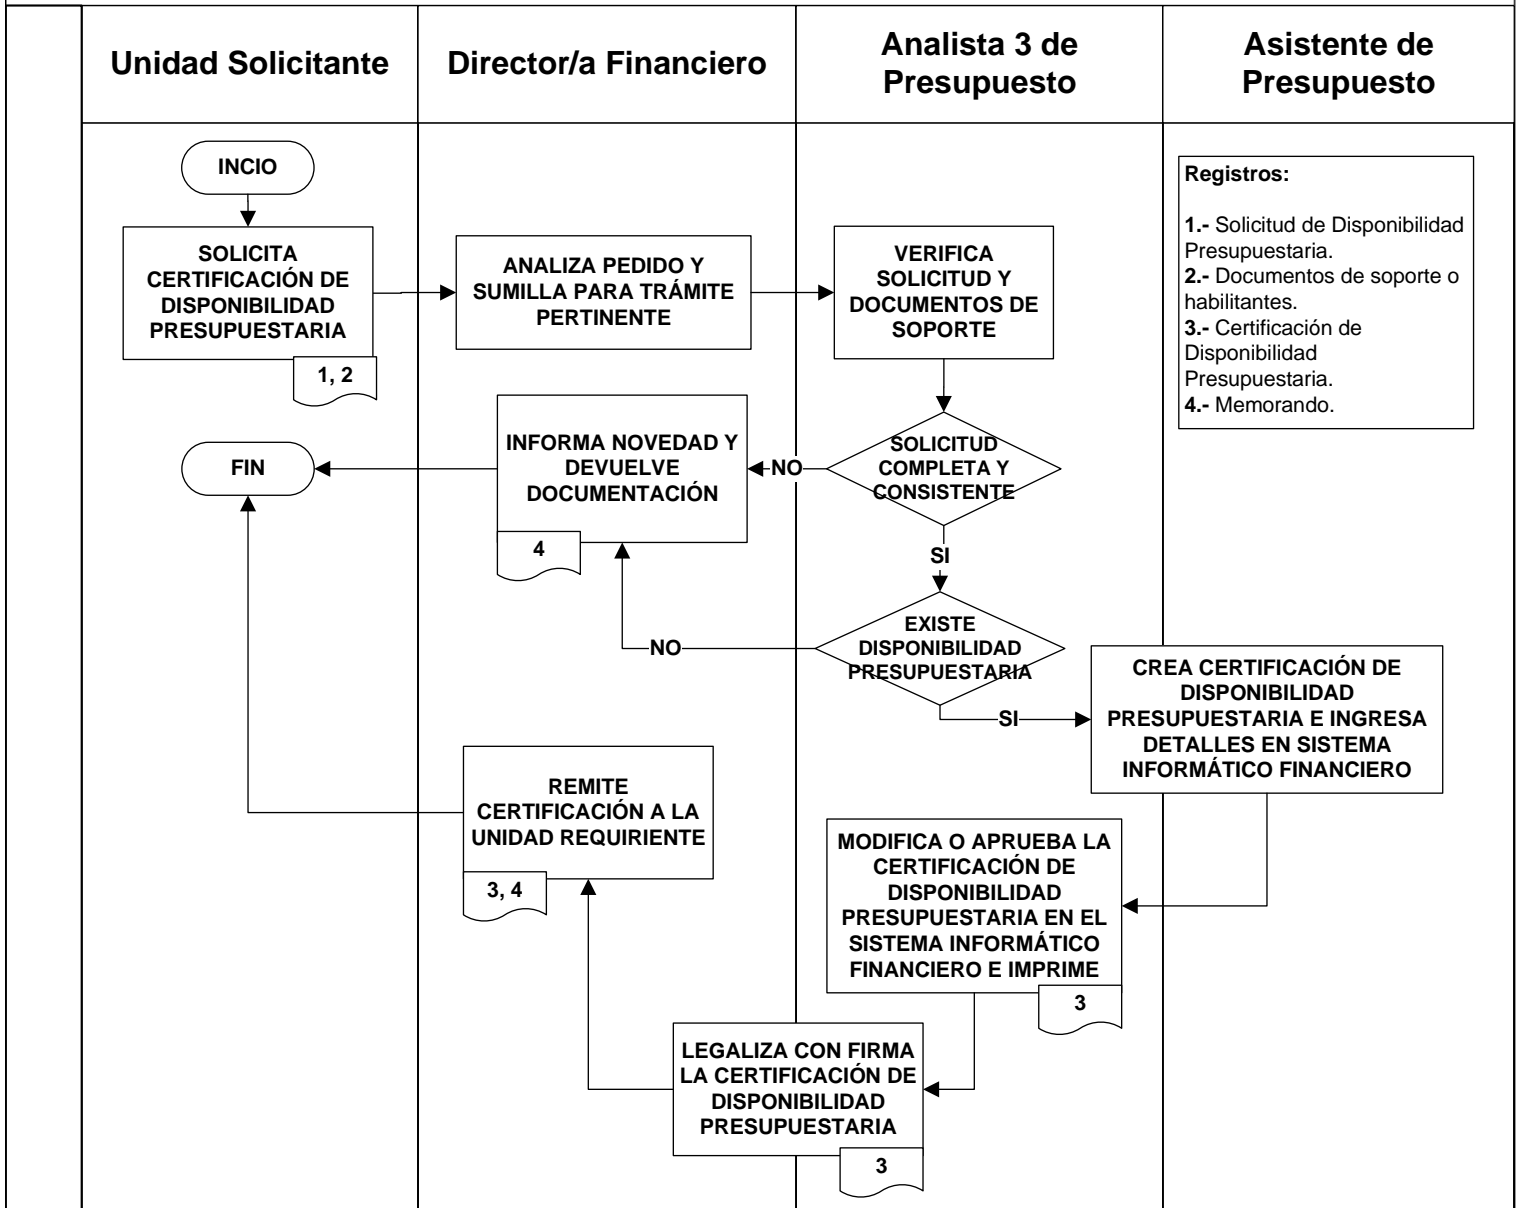 Unidad Solicitante
Director/a Financiero
Analista 3 de
Presupuesto
Asistente de
Presupuesto
INCIO
SOLICITA
CERTIFICACIÓN DE
DISPONIBILIDAD
PRESUPUESTARIA
1, 2
ANALIZA PEDIDO Y
SUMILLA PARA TRÁMITE
PERTINENTE
VERIFICA
SOLICITUD Y
DOCUMENTOS DE
SOPORTE
Registros:
1.- Solicitud de Disponibilidad
Presupuestaria.
2.- Documentos de soporte o
habilitantes.
3.- Certificación de
Disponibilidad
Presupuestaria.
4.- Memorando.
FIN
INFORMA NOVEDAD Y
DEVUELVE
DOCUMENTACIÓN
4
NO
SOLICITUD
COMPLETA Y
CONSISTENTE
SI
NO
EXISTE
DISPONIBILIDAD
PRESUPUESTARIA
SI
CREA CERTIFICACIÓN DE
DISPONIBILIDAD
PRESUPUESTARIA E INGRESA
DETALLES EN SISTEMA
INFORMÁTICO FINANCIERO
REMITE
CERTIFICACIÓN A LA
UNIDAD REQUIRIENTE
3, 4
MODIFICA O APRUEBA LA
CERTIFICACIÓN DE
DISPONIBILIDAD
PRESUPUESTARIA EN EL
SISTEMA INFORMÁTICO
FINANCIERO E IMPRIME
3
LEGALIZA CON FIRMA
LA CERTIFICACIÓN DE
DISPONIBILIDAD
PRESUPUESTARIA
3